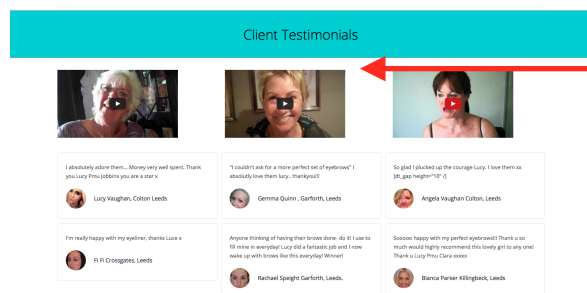 Client Testimonials
I absolutely adore them... Money very well spent. Thank
you Lucy Pmu Jobbins you are a star x
Lucy Vaughan, Colton Leeds
"I couldn't ask for a more perfect set of eyebrows" I
absolutly love them lucy.. thankyou!!!
Gemma Quinn , Garforth, Leeds
So glad I plucked up the courage Lucy. I love them xx
[dt_gap height="10" /]
Angela Vaughan Colton, Leeds
I'm really happy with my eyeliner, thanks Luce x
Fi Fi Crossgates, Leeds
Anyone thinking of having their brows done- do it! I use to
fill mine in everyday! Lucy did a fantastic job and I now
wake up with brows like this everyday! Winner!
Rachael Speight Garforth, Leeds.
Sooooo happy with my perfect eyebrows!!! Thank u so
much would highly recommend this lovely girl to any one!
Thank u Lucy Pmu Clara xxxxx
Bianca Parker Killingbeck, Leeds